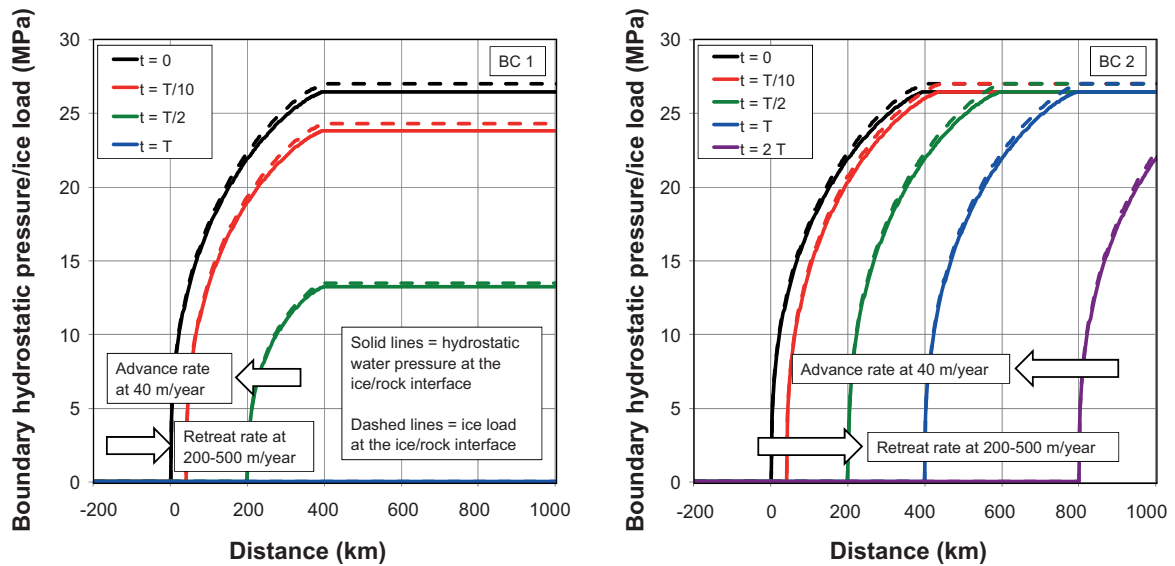 Boundary hydrostatic pressure/ice load (MPa)
30
25
20
15
10
5
0
BC 1
t = 0
t = T/10
t = T/2
t = T
Advance rate
at 40 m/year
Retreat rate at
200-500 m/year
Solid lines = hydrostatic
water pressure at the
ice/rock interface
Dashed lines = ice load
at the ice/rock interface
-200 0 200 400 600 800 1000
Distance (km)
Boundary hydrostatic pressure/ice load (MPa)
30
25
20
15
10
5
0
BC 2
t = 0
t = T/10
t = T/2
t = T
t = 2 T
Advance rate at 40 m/year
Retreat rate at 200-500 m/year
-200 0 200 400 600 800 1000
Distance (km)